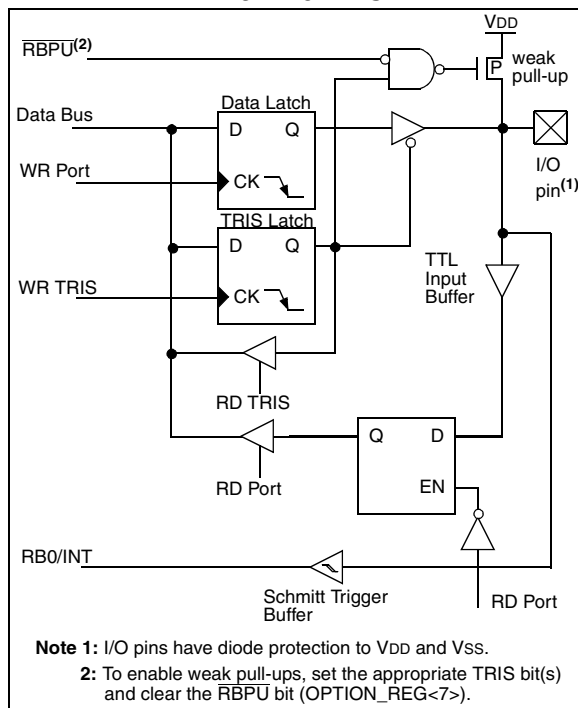 VDD
RBPU(2)
weak
pull-up
P
Data Latch
Data Bus
D Q
WR Port
CK
I/O
pin(1)
TRIS Latch
D Q
TTL
Input
Buffer
WR TRIS
CK
RD TRIS
Q D
RD Port
EN
RB0/INT
Schmitt Trigger
Buffer
RD Port
Note 1: I/O pins have diode protection to VDD and VSS.
2: To enable weak pull-ups, set the appropriate TRIS bit(s)
and clear the RBPU bit (OPTION_REG<7>).